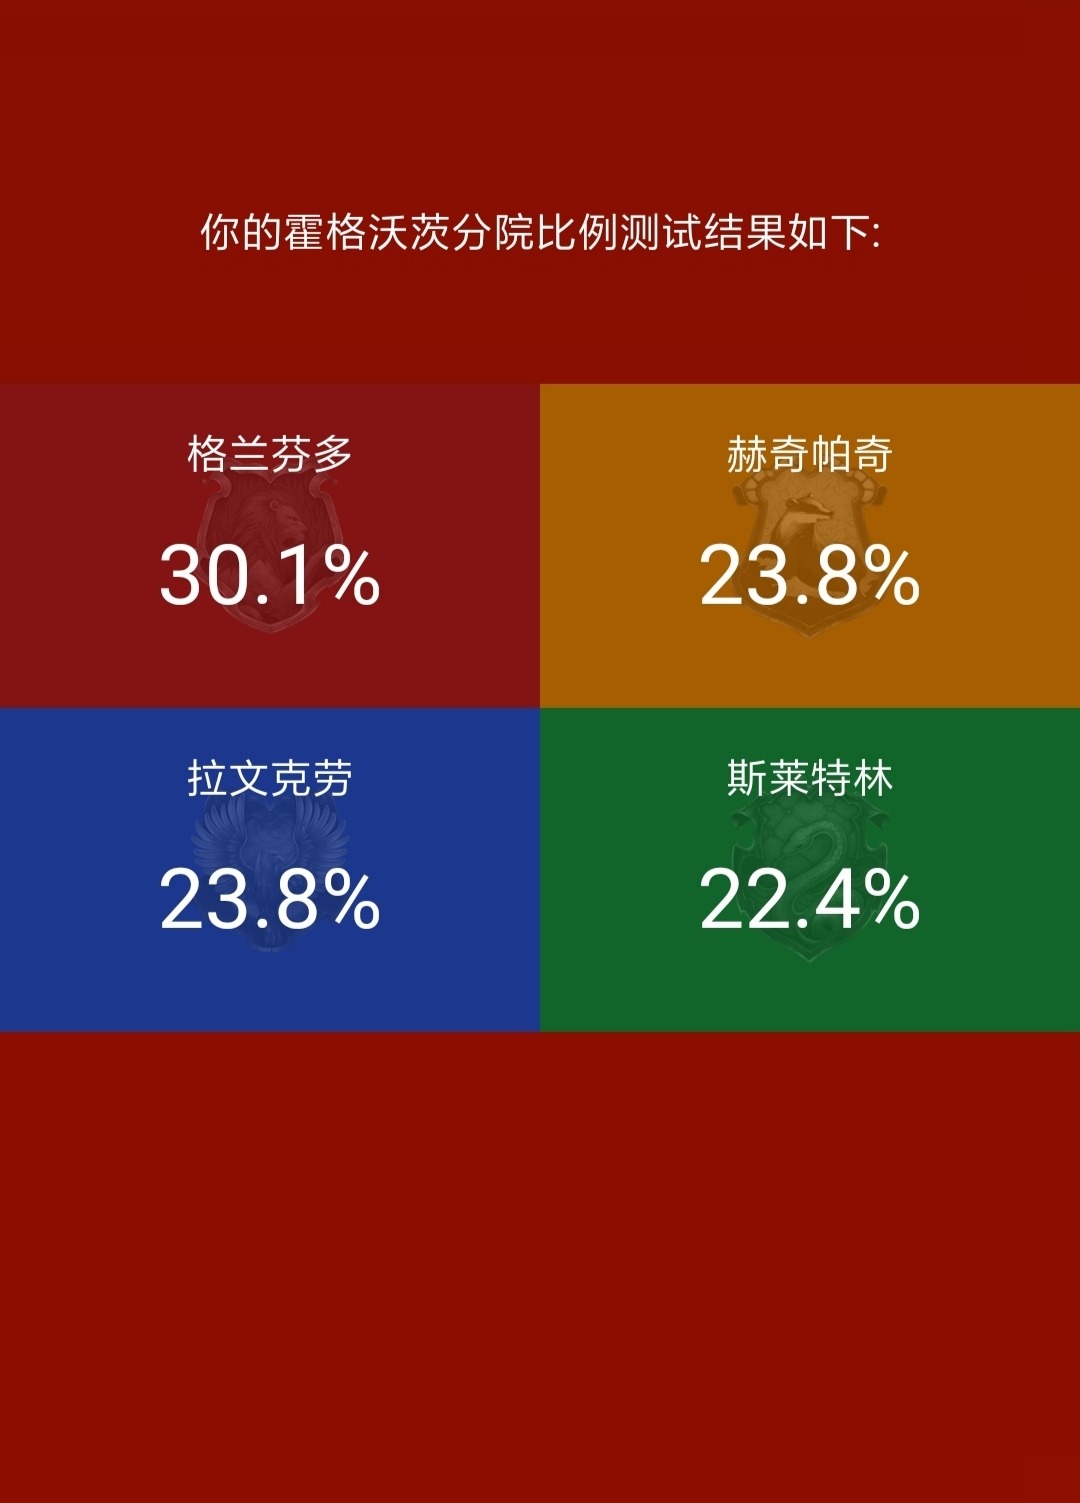 你的霍格沃茨分院比例测试结果如下:
格兰芬多
30.1%
赫奇帕奇
23.8%
拉文克劳
23.8%
斯莱特林
22.4%